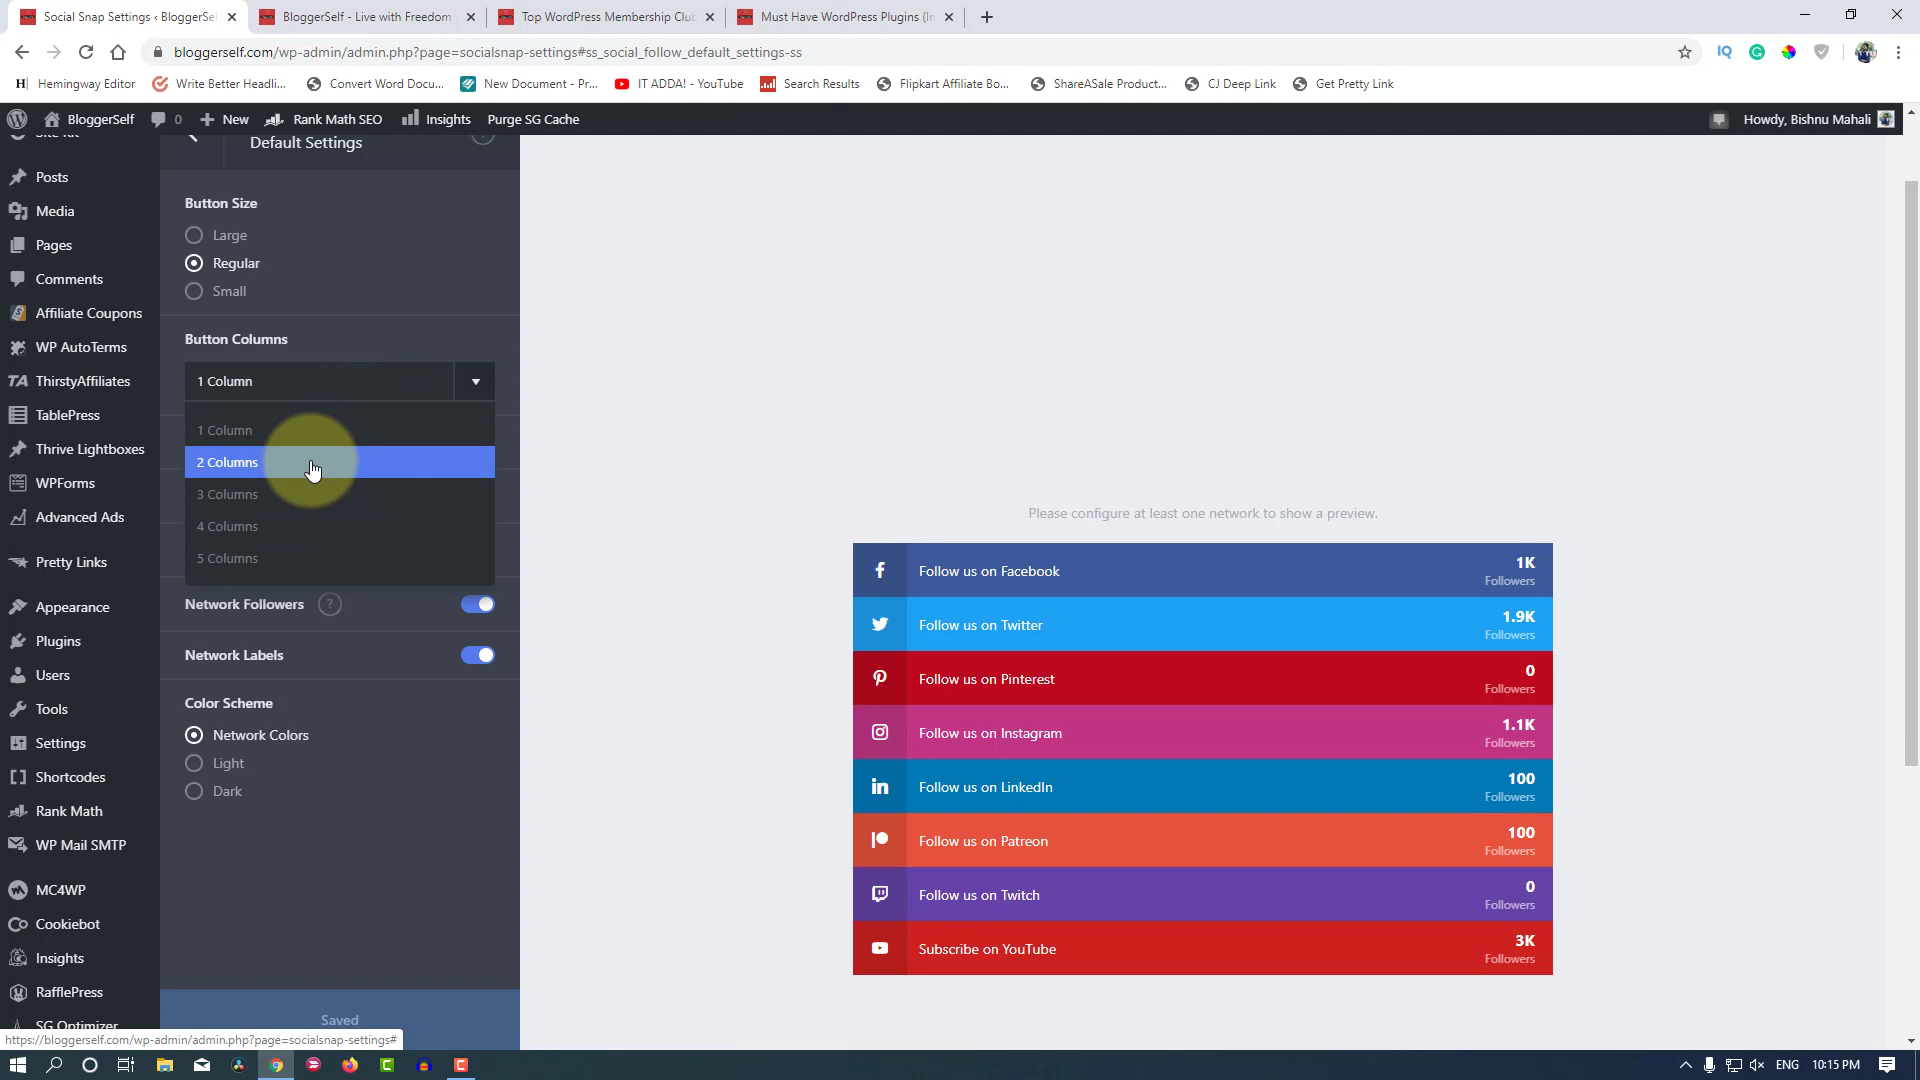 Social Snap Settings ‹ BloggerSel
BloggerSelf - Live with Freedom
Top WordPress Membership Clu
Must Have WordPress Plugins (In
bloggerself.com/wp-admin/admin.php?page=socialsnap-settings#ss_social_follow_default_settings-ss
Hemingway Editor
Write Better Headli...
Convert Word Docu...
New Document - Pr...
IT ADDA! - YouTube
Search Results
Flipkart Affiliate Bo...
ShareASale Product...
CJ Deep Link
Get Pretty Link
BloggerSelf
0
New
Rank Math SEO
Insights
Purge SG Cache
Howdy, Bishnu Mahali
Site Kit
Posts
Media
Pages
Comments
Affiliate Coupons
WP AutoTerms
TA ThirstyAffiliates
TablePress
Thrive Lightboxes
WPForms
Advanced Ads
Pretty Links
Appearance
Plugins
Users
Tools
Settings
Shortcodes
Rank Math
WP Mail SMTP
MC4WP
Cookiebot
Insights
RafflePress
SG Optimizer
Default Settings
?
Button Size
Large
Regular
Small
Button Columns
1 Column
1 Column
2 Columns
3 Columns
4 Columns
5 Columns
Network Followers ?
Network Labels
Color Scheme
Network Colors
Light
Dark
Saved
Please configure at least one network to show a preview.
Follow us on Facebook
1K
Followers
Follow us on Twitter
1.9K
Followers
Follow us on Pinterest
0
Followers
Follow us on Instagram
1.1K
Followers
Follow us on LinkedIn
100
Followers
Follow us on Patreon
100
Followers
Follow us on Twitch
0
Followers
Subscribe on YouTube
3K
Followers
https://bloggerself.com/wp-admin/admin.php?page=socialsnap-settings#
ENG
10:15 PM